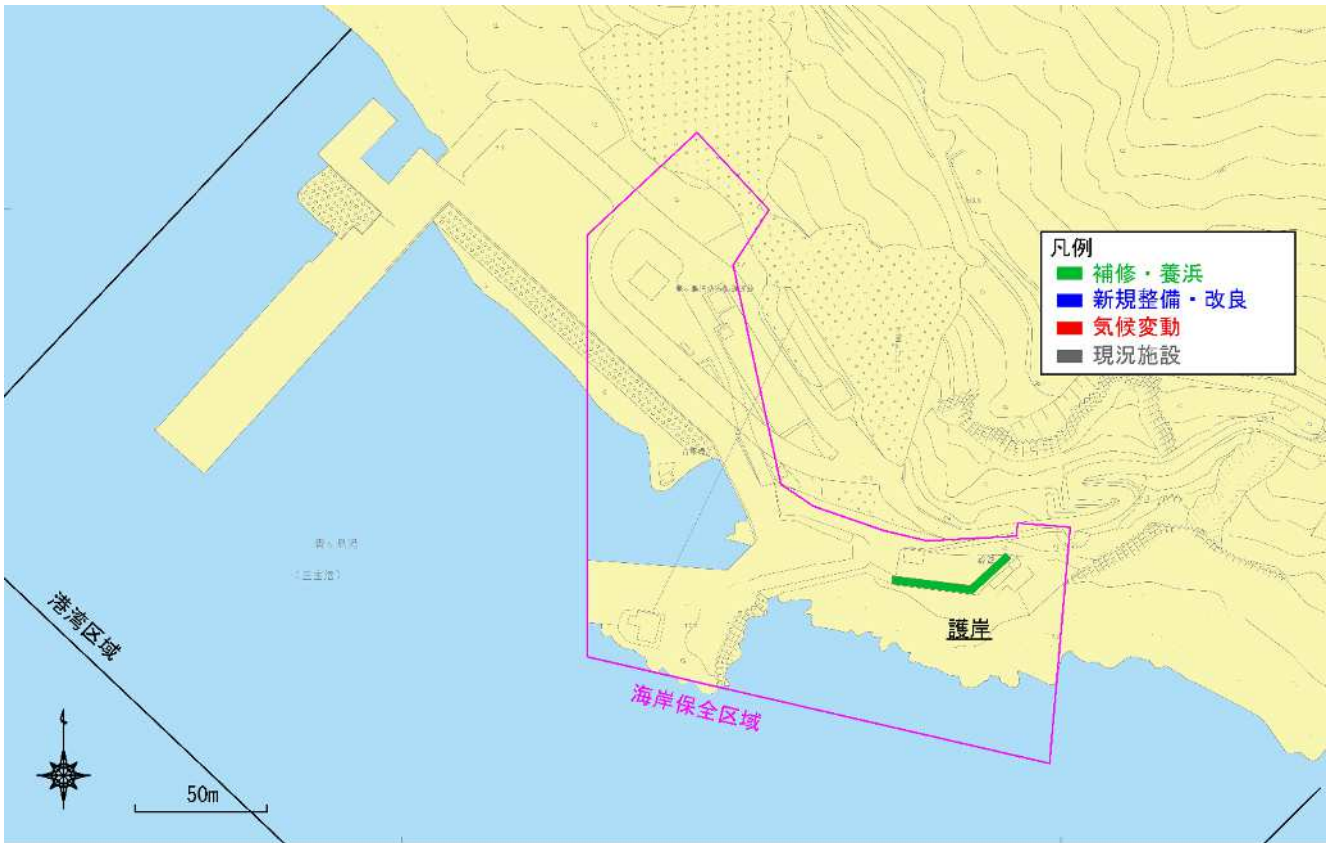 凡例
補修・養浜
新規整備・改良
気候変動
現況施設
護岸
港湾区域
海岸保全区域
50m